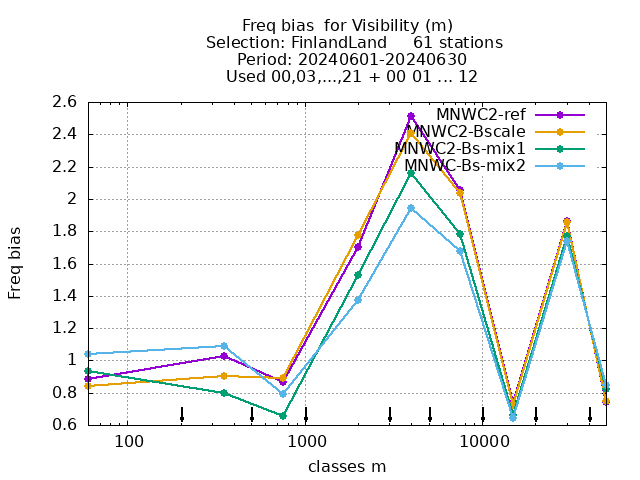 Freq bias  for Visibility (m)
Selection: FinlandLand     61 stations
Period: 20240601-20240630
Used 00,03,...,21 + 00 01 ... 12
MNWC2-ref
MNWC2-Bscale
MNWC2-Bs-mix1
MNWC-Bs-mix2
Freq bias
2.6
2.4
2.2
2
1.8
1.6
1.4
1.2
1
0.8
0.6
100 1000 10000
classes m